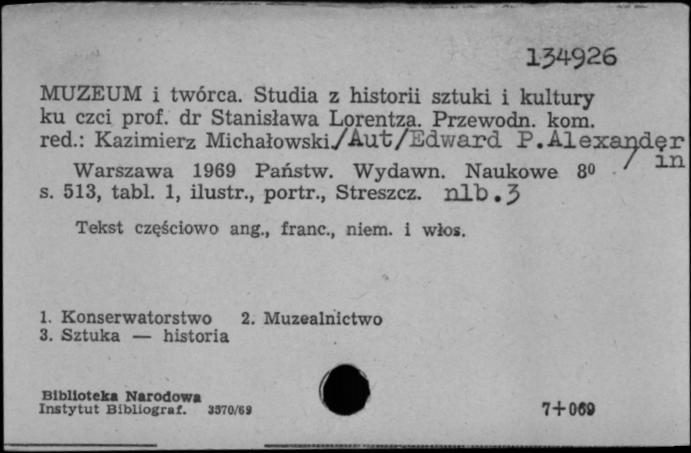 134926
MUZEUM i twórca. Studia z historii sztuki i kultury
ku czci prof. dr Stanisława Lorentza. Przewodn. kom.
red.: Kazimierz Michałowski/Aut/Edward P.Alexander
/ in
Warszawa 1969 Państw. Wydawn. Naukowe 8⁰
s. 513, tabl. 1, ilustr., portr., Streszcz. nlb.3
Tekst częściowo ang., franc., niem. i włos.
1. Konserwatorstwo 2. Muzealnictwo
3. Sztuka — historia
Biblioteka Narodowa
Instytut Bibliograf. 3370/69 7+069